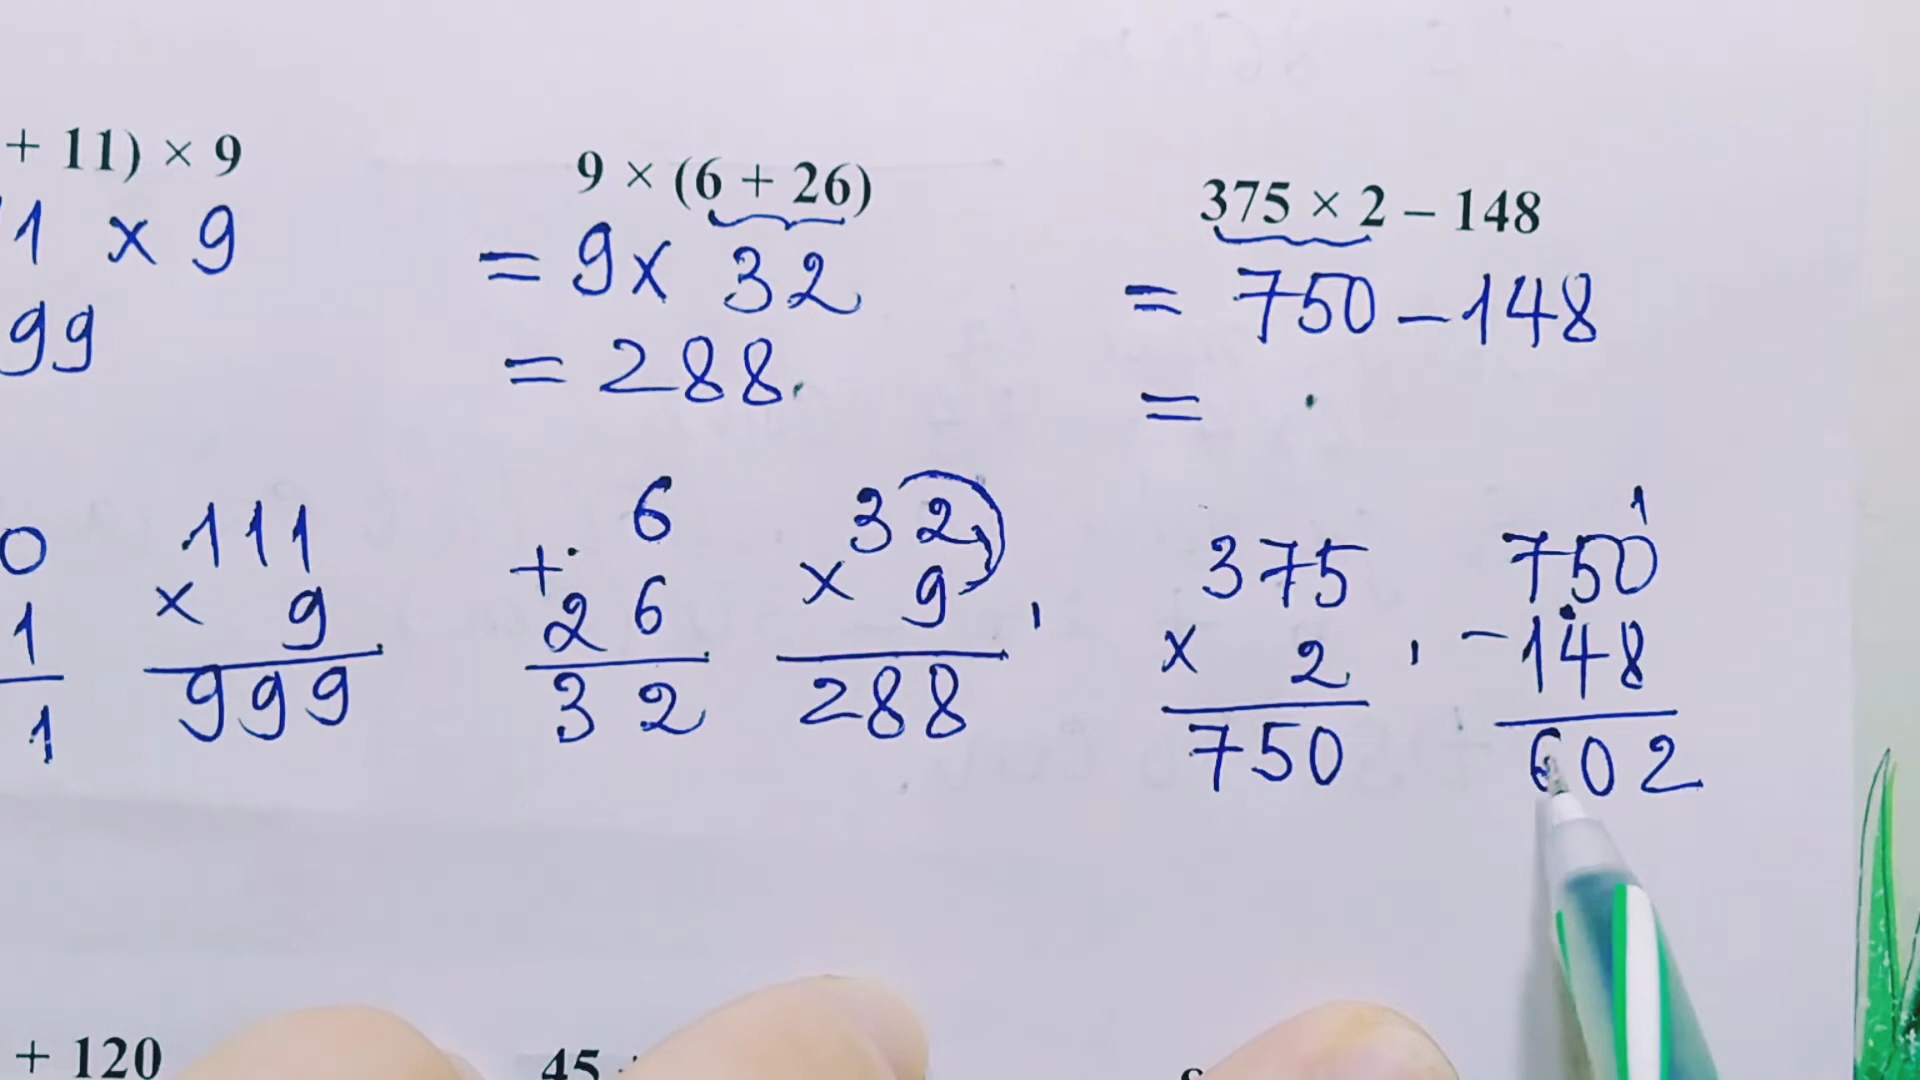 + 11) × 9
1 x 9
99
9 × (6 + 26)
= 9 x 32
= 288.
375 × 2 – 148
= 750 - 148
=
0
1
1
111
x 9
999
6
+
26
32
32
x 9
288
375
x 2
750
1
750
- 148
602
+ 120
45